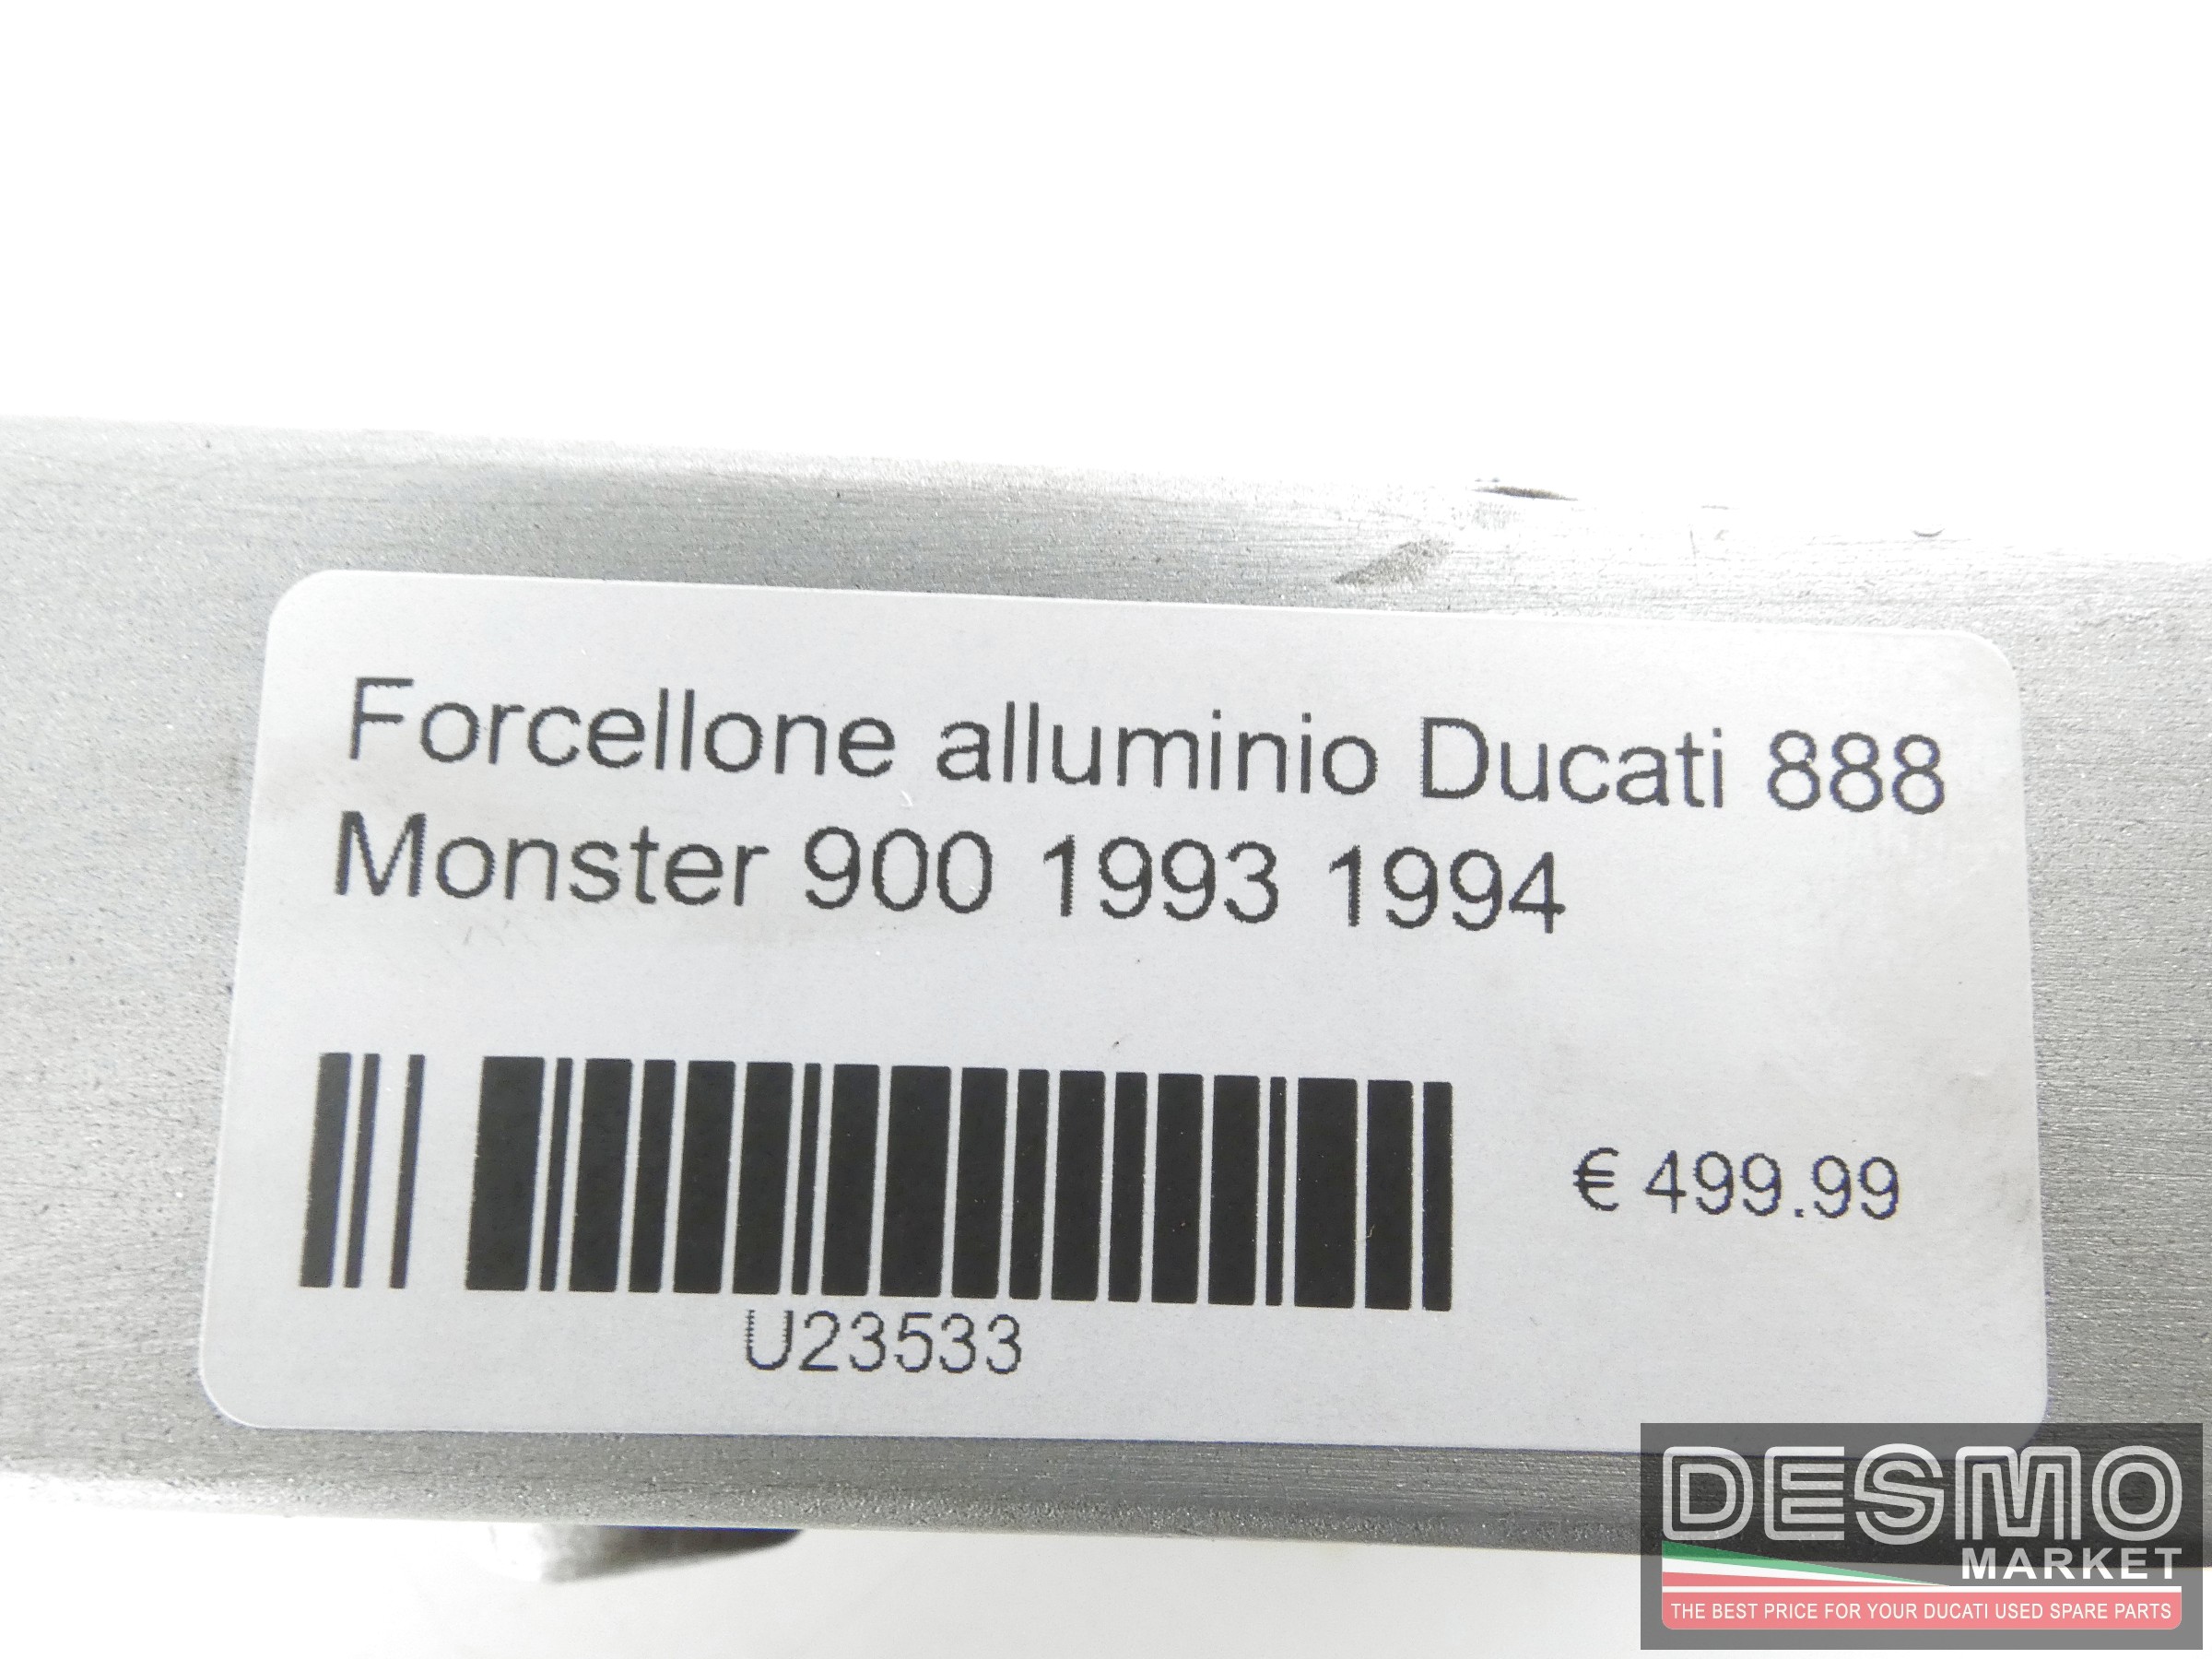 Forcellone alluminio Ducati 888
Monster 900 1993 1994
€ 499.99
U23533
DESMO
MARKET
THE BEST PRICE FOR YOUR DUCATI USED SPARE PARTS